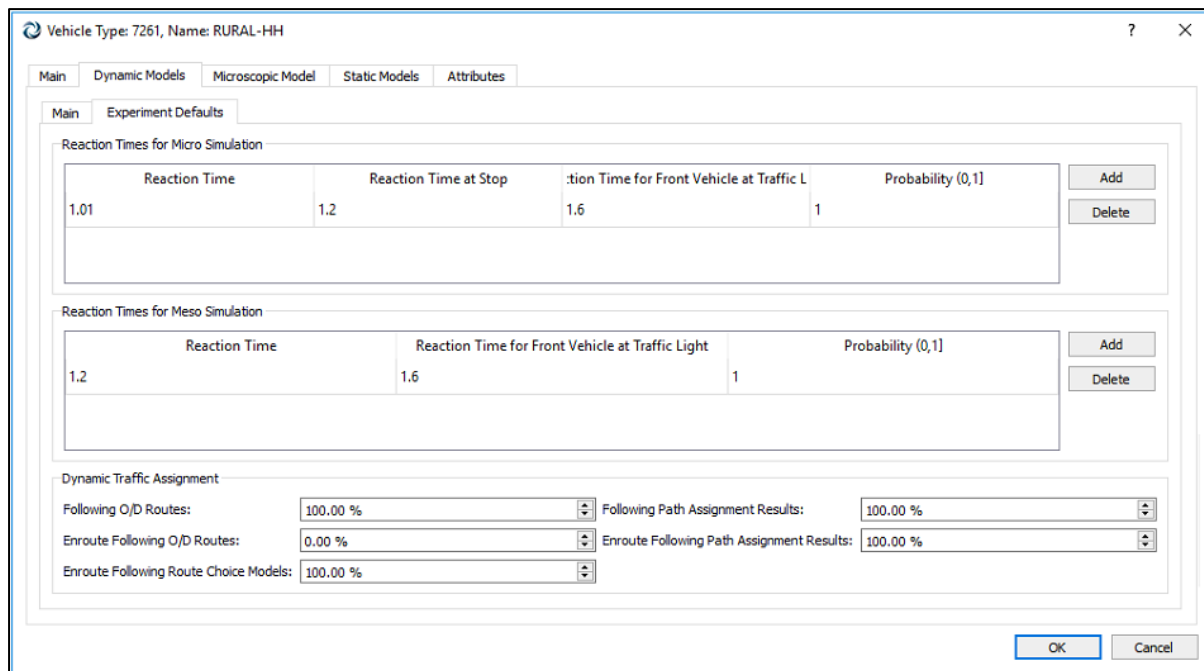 Vehicle Type: 7261, Name: RURAL-HH ?
Main Dynamic Models Microscopic Model Static Models Attributes
Main Experiment Defaults
Reaction Times for Micro Simulation
Reaction Time Reaction Time at Stop :tion Time for Front Vehicle at Traffic L Probability (0,1] Add
1.01 1.2 1.6 1 Delete
Reaction Times for Meso Simulation
Reaction Time Reaction Time for Front Vehicle at Traffic Light Probability (0,1] Add
1.2 1.6 1 Delete
Dynamic Traffic Assignment
Following O/D Routes: 100.00 % Following Path Assignment Results: 100.00 %
Enroute Following O/D Routes: 0.00 % Enroute Following Path Assignment Results: 100.00 %
Enroute Following Route Choice Models: 100.00 %
OK Cancel